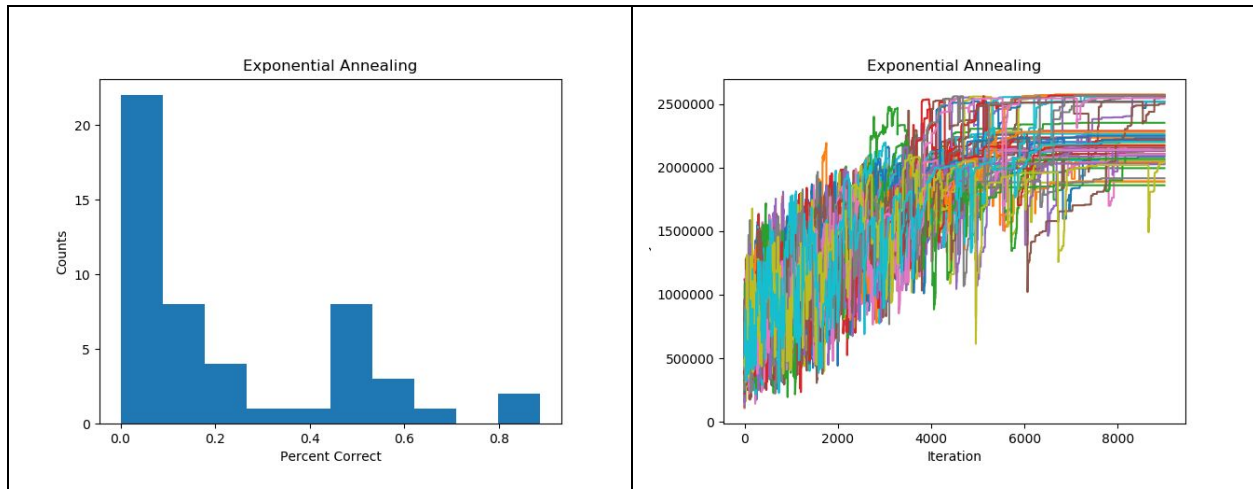 Exponential Annealing
20
15
10
5
0
Counts
0.0 0.2 0.4 0.6 0.8
Percent Correct
Exponential Annealing
2500000
2000000
1500000
1000000
500000
0
0 2000 4000 6000 8000
Iteration